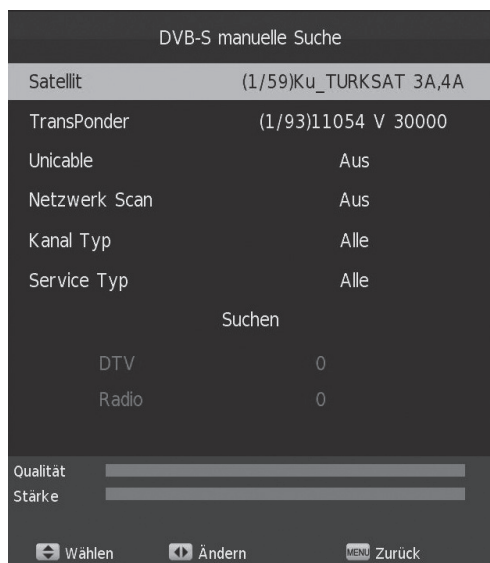 DVB-S manuelle Suche
Satellit (1/59)Ku_TURKSAT 3A,4A
TransPonder (1/93)11054 V 30000
Unicable Aus
Netzwerk Scan Aus
Kanal Typ Alle
Service Typ Alle
Suchen
DTV 0
Radio 0
Qualität
Stärke
Wählen Ändern MENU Zurück